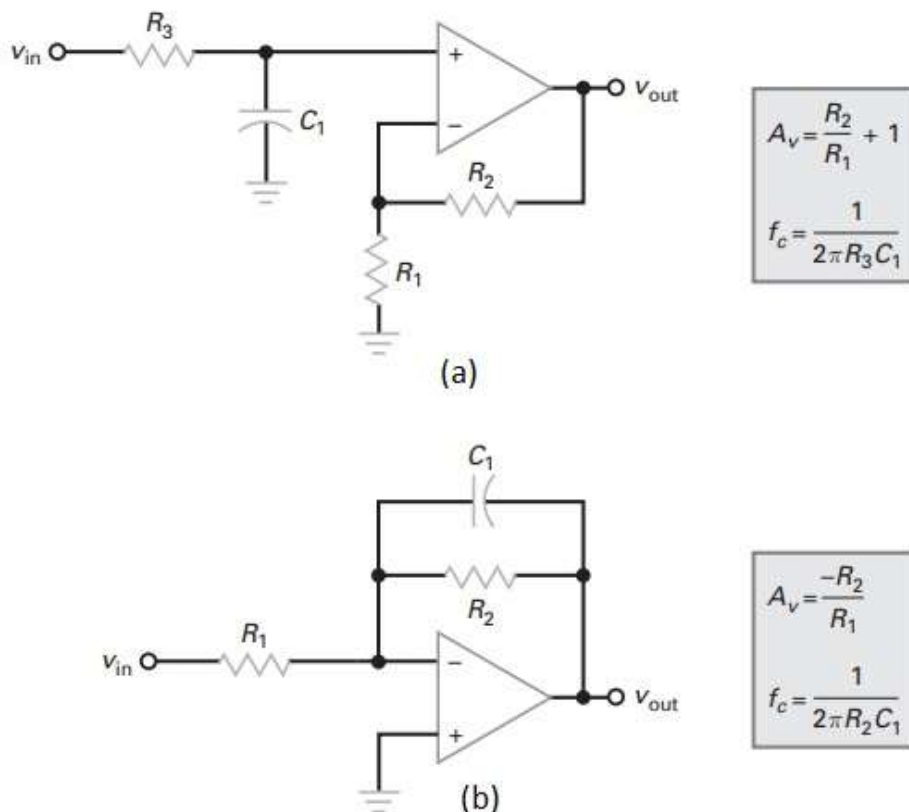 v_in
R_3
C_1
+
−
v_out
R_2
R_1
A_v = R_2/R_1 + 1
f_c = 1/(2πR_3C_1)
(a)
C_1
R_2
R_1
v_in
−
+
v_out
A_v = −R_2/R_1
f_c = 1/(2πR_2C_1)
(b)